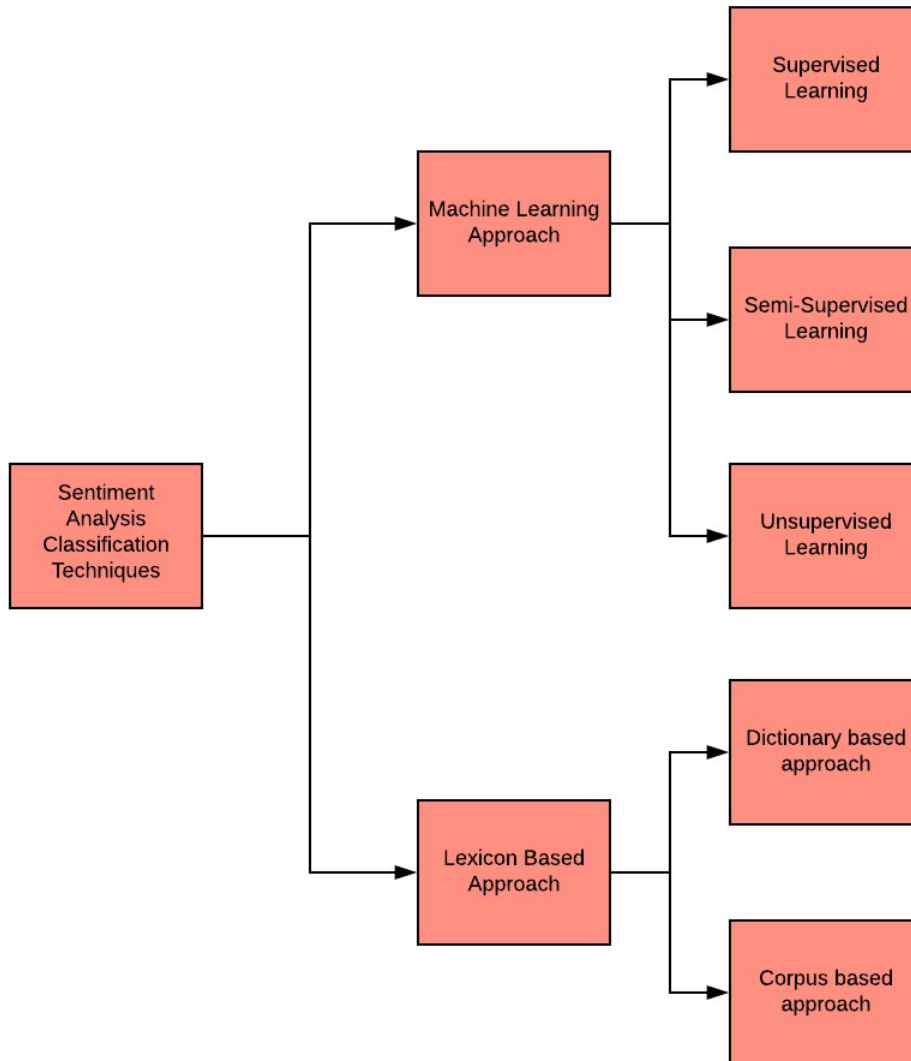 Supervised
Learning
Machine Learning
Approach
Semi-Supervised
Learning
Sentiment
Analysis
Classification
Techniques
Unsupervised
Learning
Dictionary based
approach
Lexicon Based
Approach
Corpus based
approach